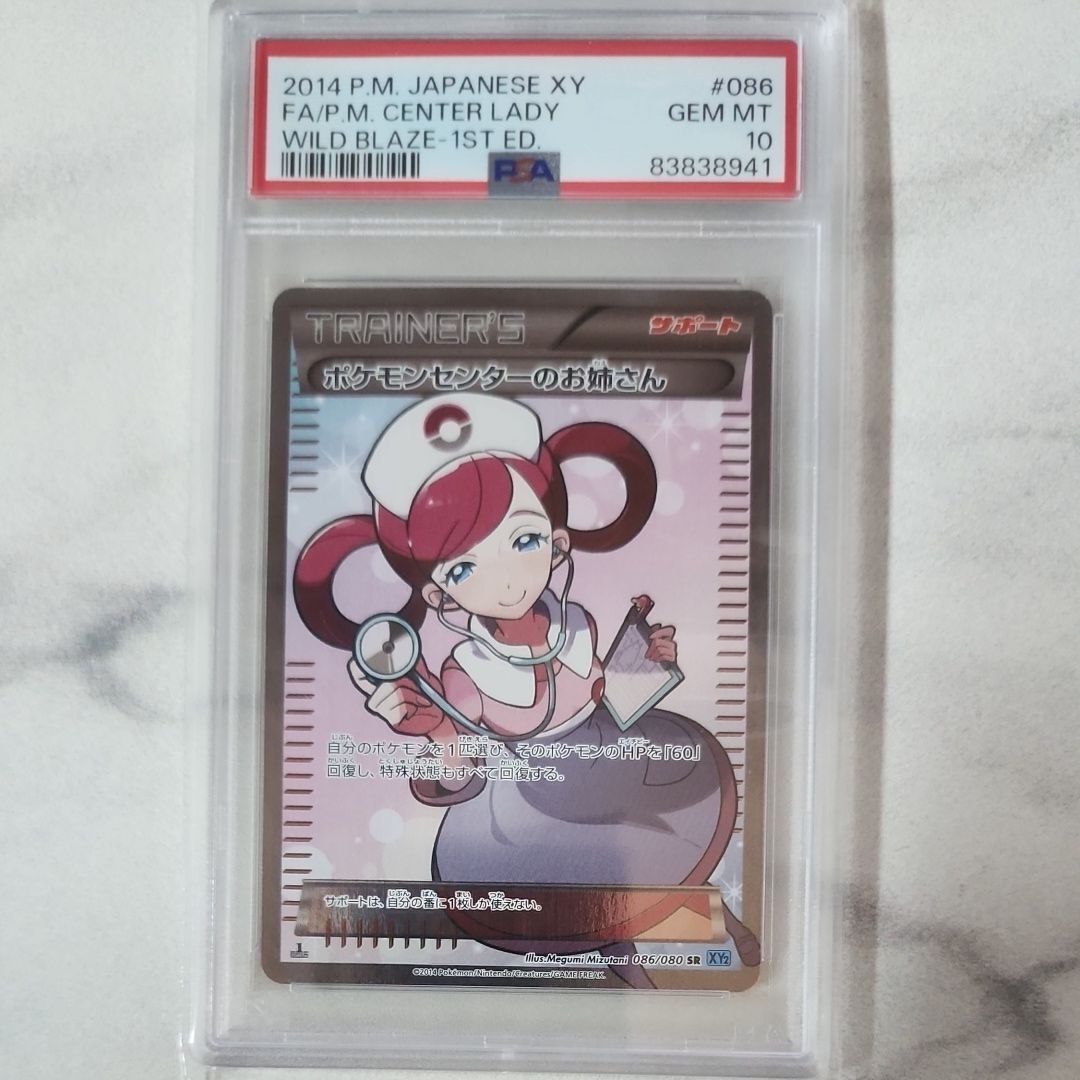 2014 P.M. JAPANESE XY #086
FA/P.M. CENTER LADY GEM MT
WILD BLAZE-1ST ED. 10
PSA 83838941
TRAINER'S サポート
ポケモンセンターのお姉さん
自分のポケモンを1匹選び、そのポケモンのHPを「60」
回復し、特殊状態もすべて回復する。
サポートは、自分の番に1枚しか使えない。
1
Illus.Megumi Mizutani 086/080 SR XY2
©2014 Pokémon/Nintendo/Creatures/GAME FREAK.